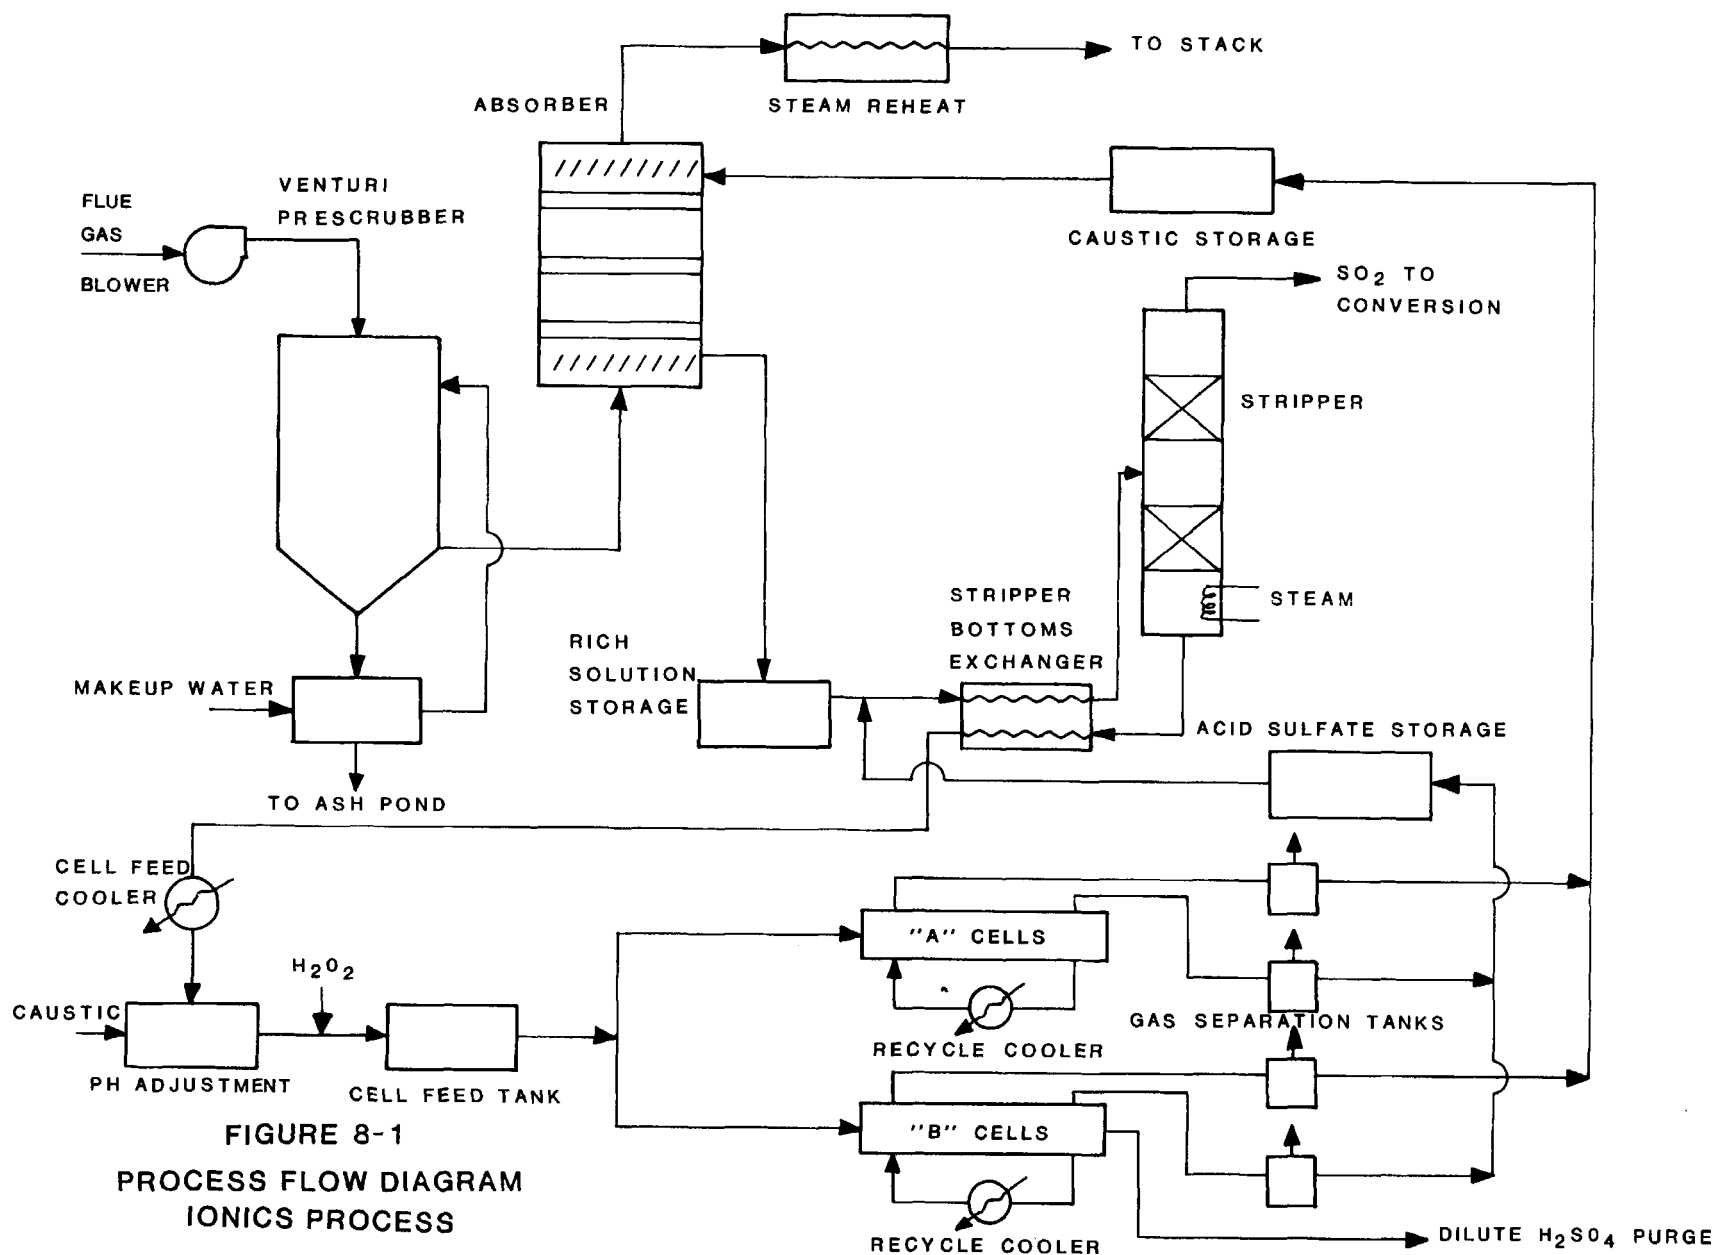 TO STACK
ABSORBER
STEAM REHEAT
VENTURI
PRESCRUBBER
FLUE
GAS
BLOWER
CAUSTIC STORAGE
SO2 TO
CONVERSION
STRIPPER
STEAM
STRIPPER
BOTTOMS
EXCHANGER
RICH
SOLUTION
STORAGE
MAKEUP WATER
ACID SULFATE STORAGE
TO ASH POND
CELL FEED
COOLER
"A" CELLS
H2O2
CAUSTIC
GAS SEPARATION TANKS
RECYCLE COOLER
PH ADJUSTMENT
CELL FEED TANK
"B" CELLS
FIGURE 8-1
PROCESS FLOW DIAGRAM
IONICS PROCESS
RECYCLE COOLER
DILUTE H2SO4 PURGE